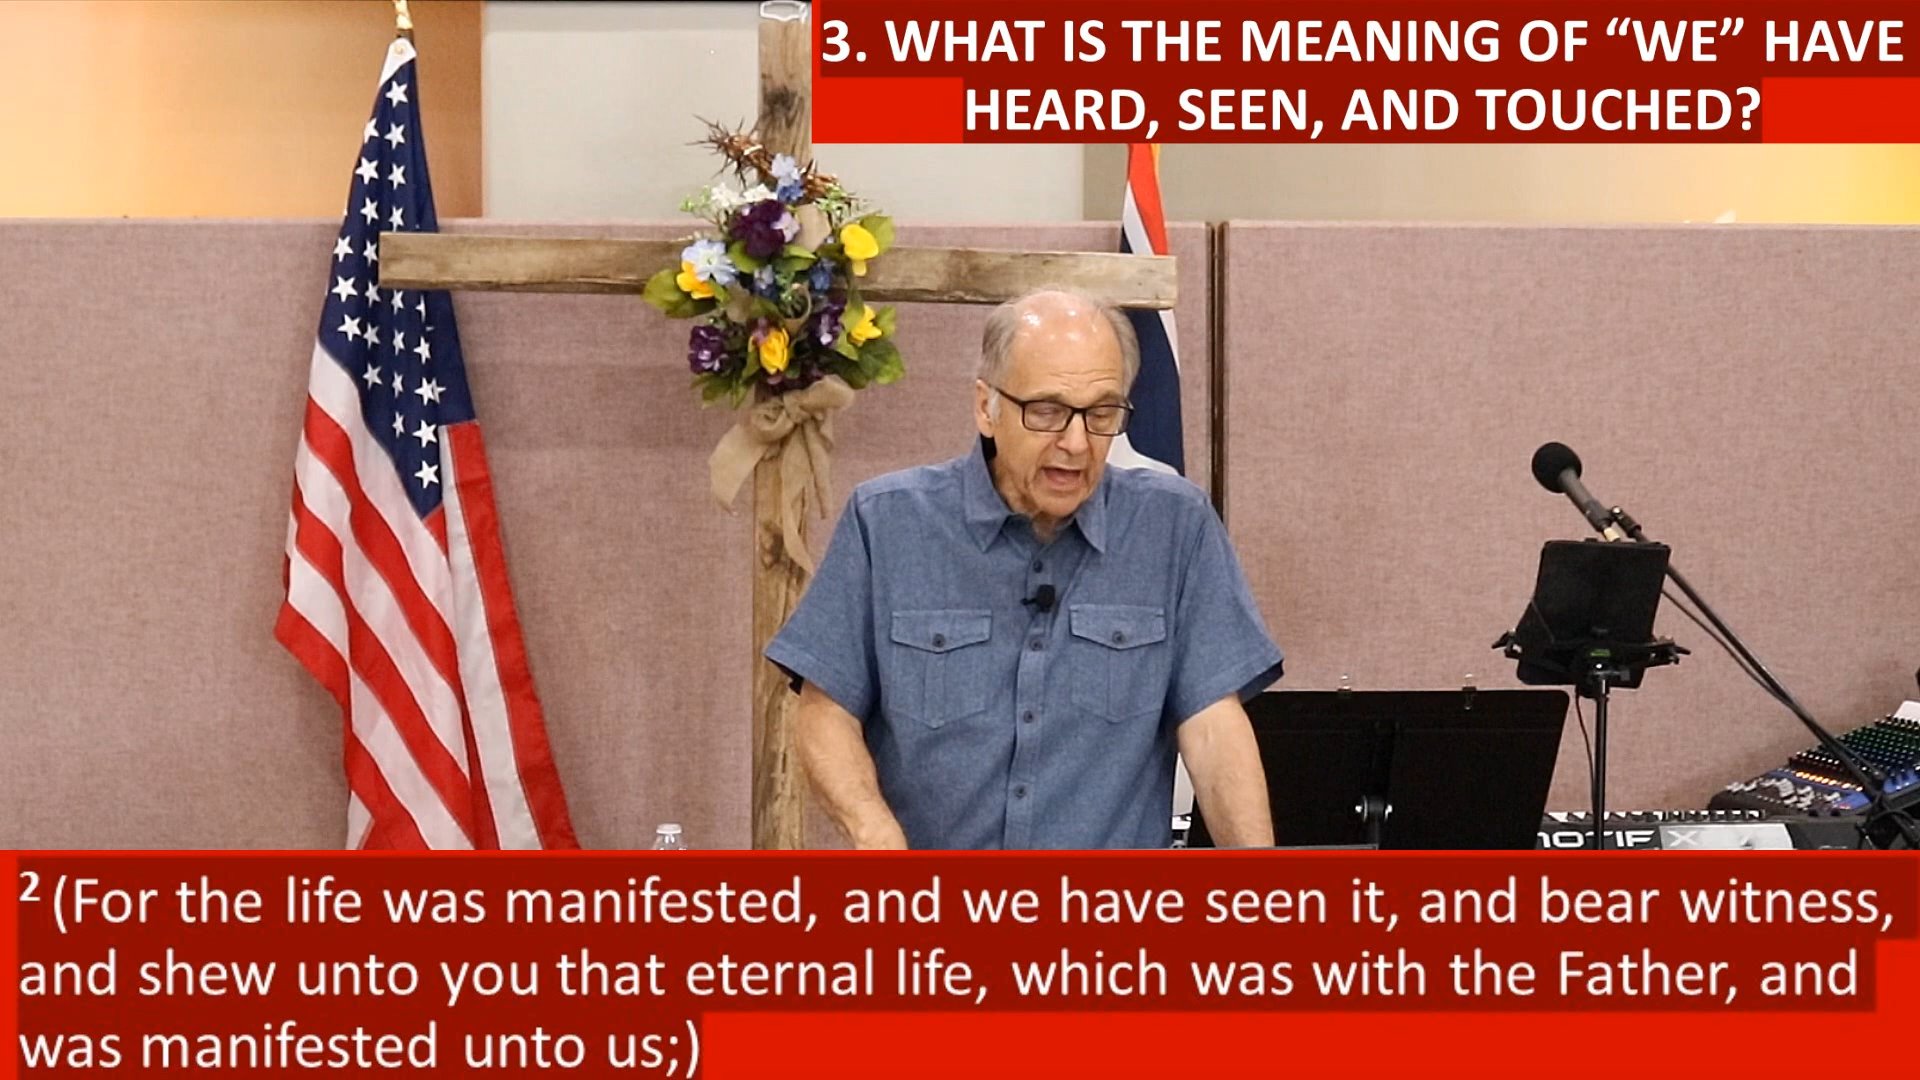 3. WHAT IS THE MEANING OF “WE” HAVE
HEARD, SEEN, AND TOUCHED?
MOTIF X
2 (For the life was manifested, and we have seen it, and bear witness,
and shew unto you that eternal life, which was with the Father, and
was manifested unto us;)